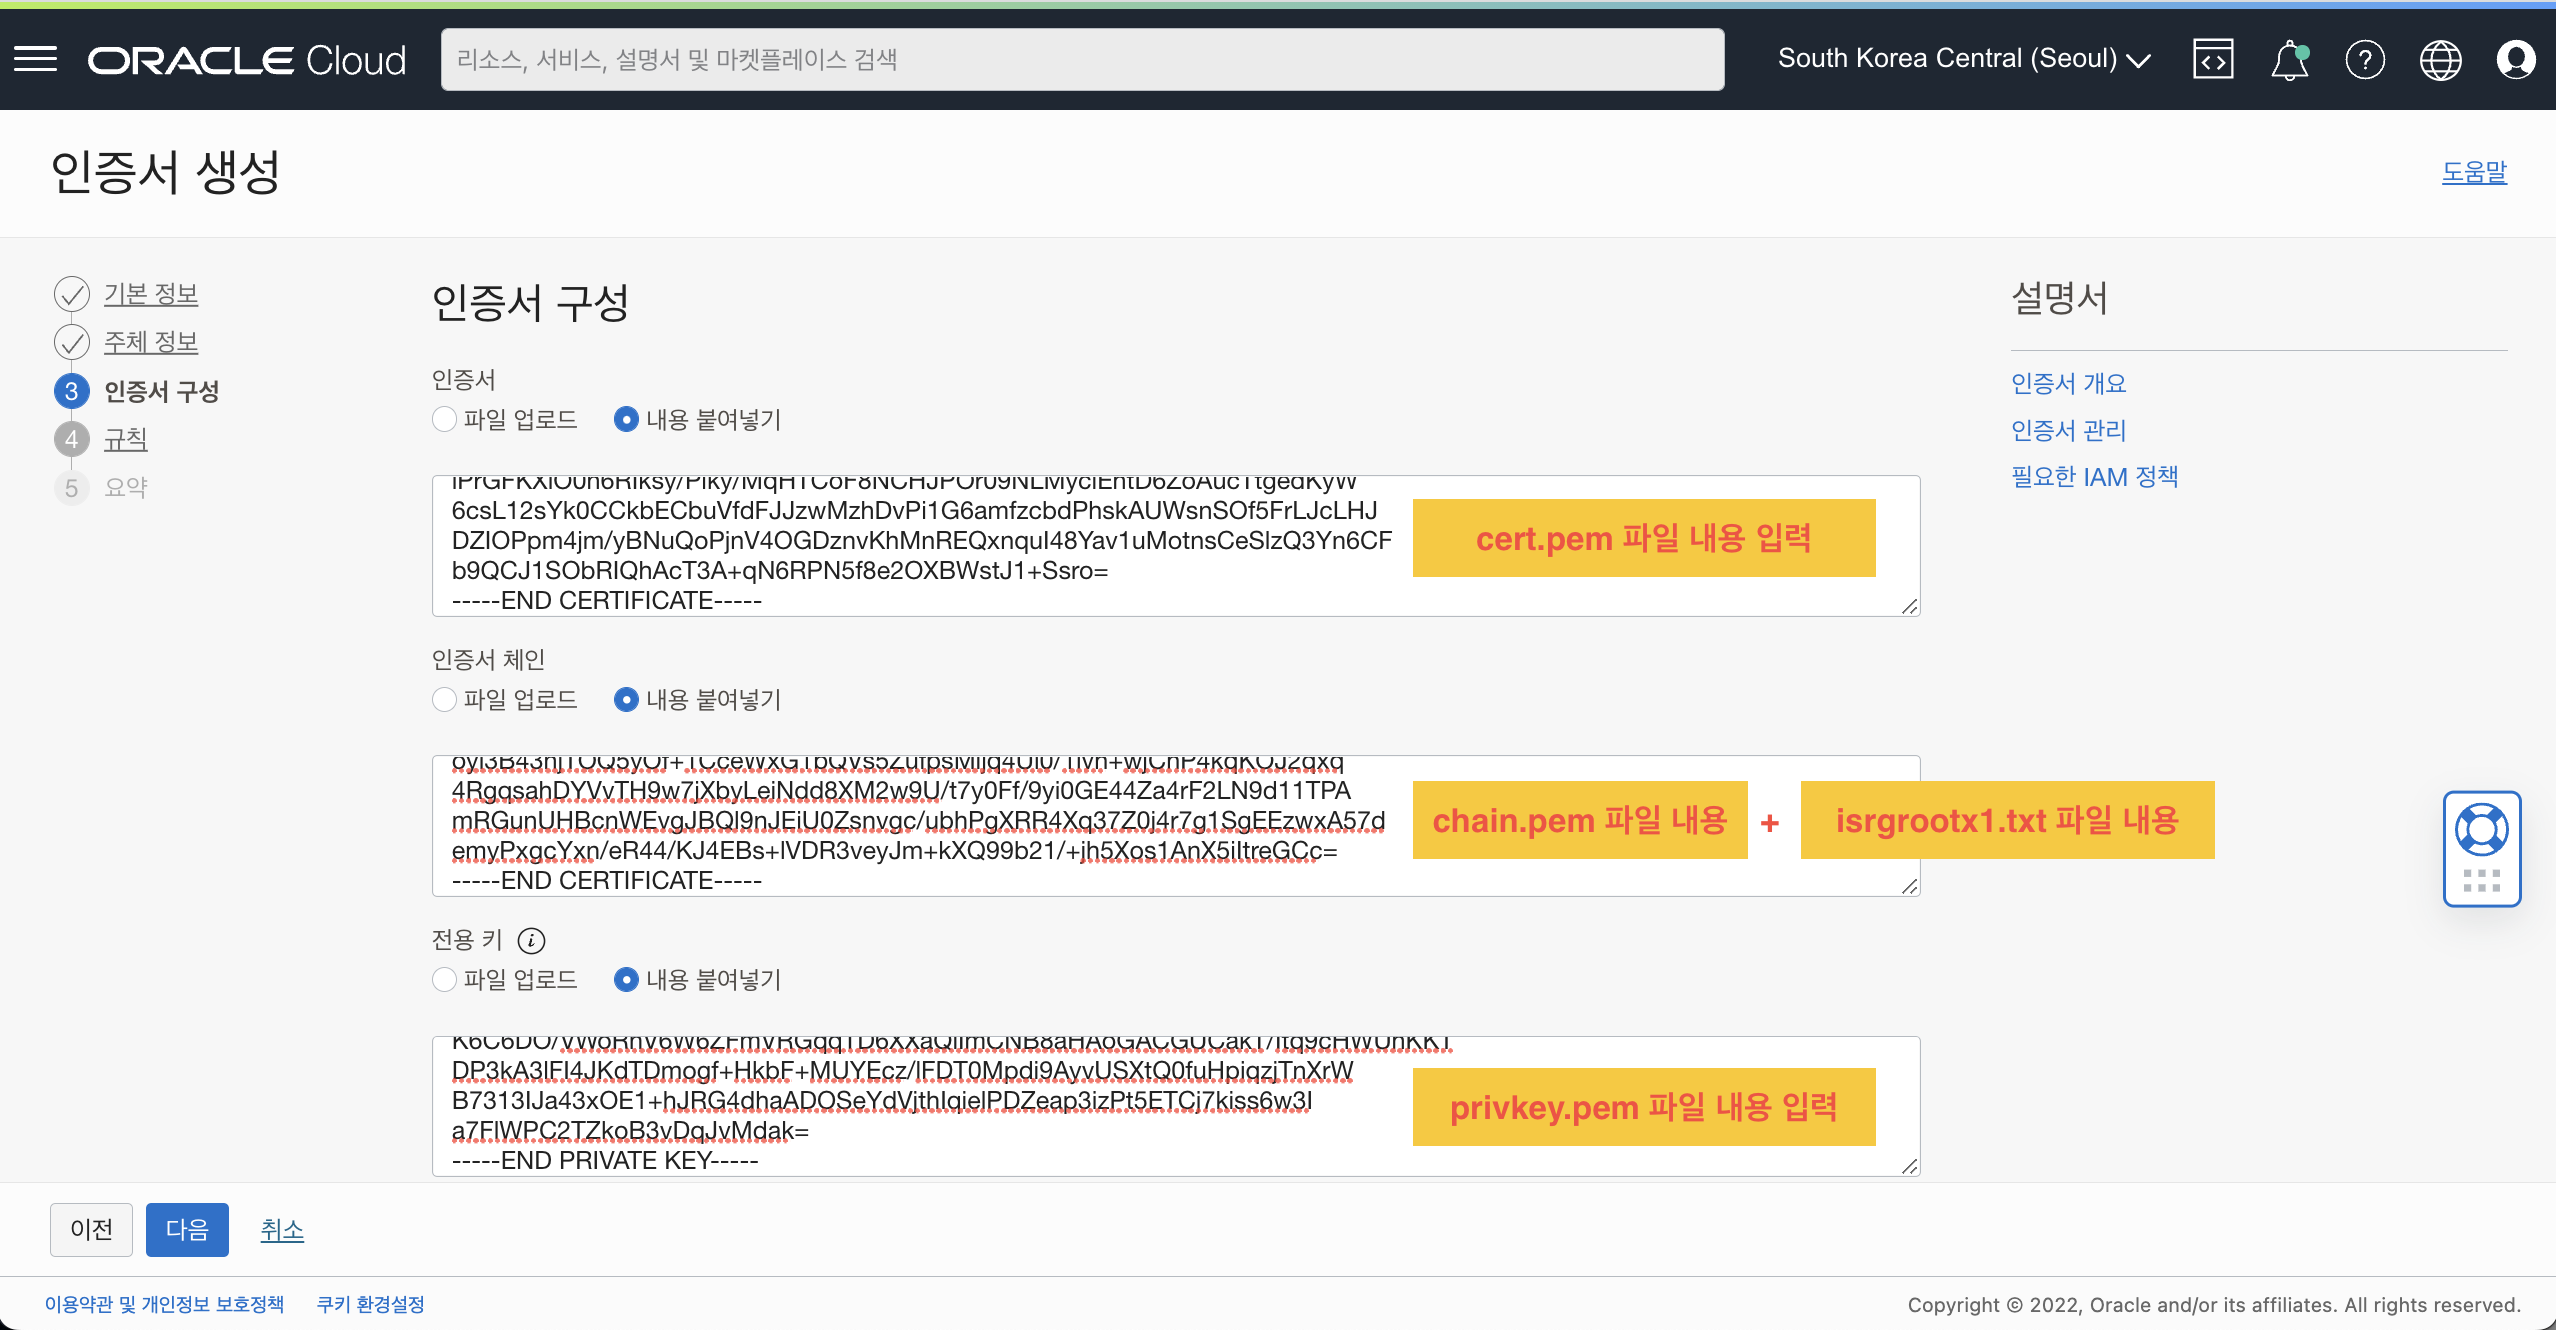 ORACLE Cloud
리소스, 서비스, 설명서 및 마켓플레이스 검색
South Korea Central (Seoul)
인증서 생성
도움말
기본 정보
주체 정보
3 인증서 구성
4 규칙
5 요약
인증서 구성
인증서
파일 업로드 내용 붙여넣기
6csL12sYk0CCkbECbuVfdFJJzwMzhDvPi1G6amfzcbdPhskAUWsnSOf5FrLJcLHJ
DZIOPpm4jm/yBNuQoPjnV4OGDznvKhMnREQxnquI48Yav1uMotnsCeSlzQ3Yn6CF
b9QCJ1SObRIQhAcT3A+qN6RPN5f8e2OXBWstJ1+Ssro=
-----END CERTIFICATE-----
cert.pem 파일 내용 입력
인증서 체인
파일 업로드 내용 붙여넣기
4RgqsahDYVvTH9w7jXbyLeiNdd8XM2w9U/t7y0Ff/9yi0GE44Za4rF2LN9d11TPA
mRGunUHBcnWEvgJBQl9nJEiU0Zsnvgc/ubhPgXRR4Xq37Z0j4r7g1SgEEzwxA57d
emyPxgcYxn/eR44/KJ4EBs+lVDR3veyJm+kXQ99b21/+jh5Xos1AnX5iItreGCc=
-----END CERTIFICATE-----
chain.pem 파일 내용 + isrgrootx1.txt 파일 내용
전용 키
파일 업로드 내용 붙여넣기
DP3kA3lFI4JKdTDmogf+HkbF+MUYEcz/lFDT0Mpdi9AyvUSXtQ0fuHpiqzjTnXrW
B7313IJa43xOE1+hJRG4dhaADOSeYdVjthIqielPDZeap3izPt5ETCj7kiss6w3I
a7FlWPC2TZkoB3vDqJvMdak=
-----END PRIVATE KEY-----
privkey.pem 파일 내용 입력
설명서
인증서 개요
인증서 관리
필요한 IAM 정책
이전 다음 취소
이용약관 및 개인정보 보호정책 쿠키 환경설정
Copyright © 2022, Oracle and/or its affiliates. All rights reserved.